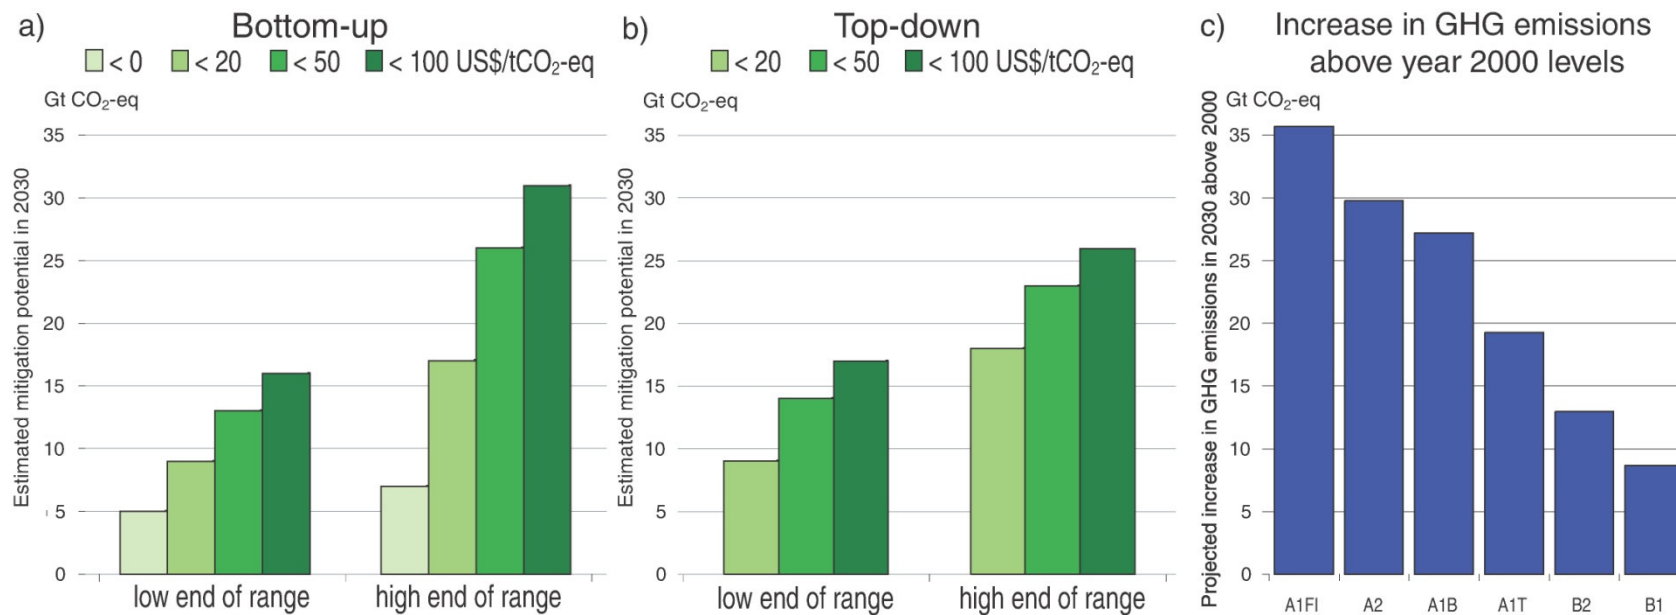 a) Bottom-up
< 0 < 20 < 50 < 100 US$/tCO₂-eq
Gt CO₂-eq
Estimated mitigation potential in 2030
35
30
25
20
15
10
5
0
low end of range high end of range
b) Top-down
< 20 < 50 < 100 US$/tCO₂-eq
Gt CO₂-eq
Estimated mitigation potential in 2030
35
30
25
20
15
10
5
0
low end of range high end of range
c) Increase in GHG emissions
above year 2000 levels
Gt CO₂-eq
Projected increase in GHG emissions in 2030 above 2000
35
30
25
20
15
10
5
0
A1FI A2 A1B A1T B2 B1